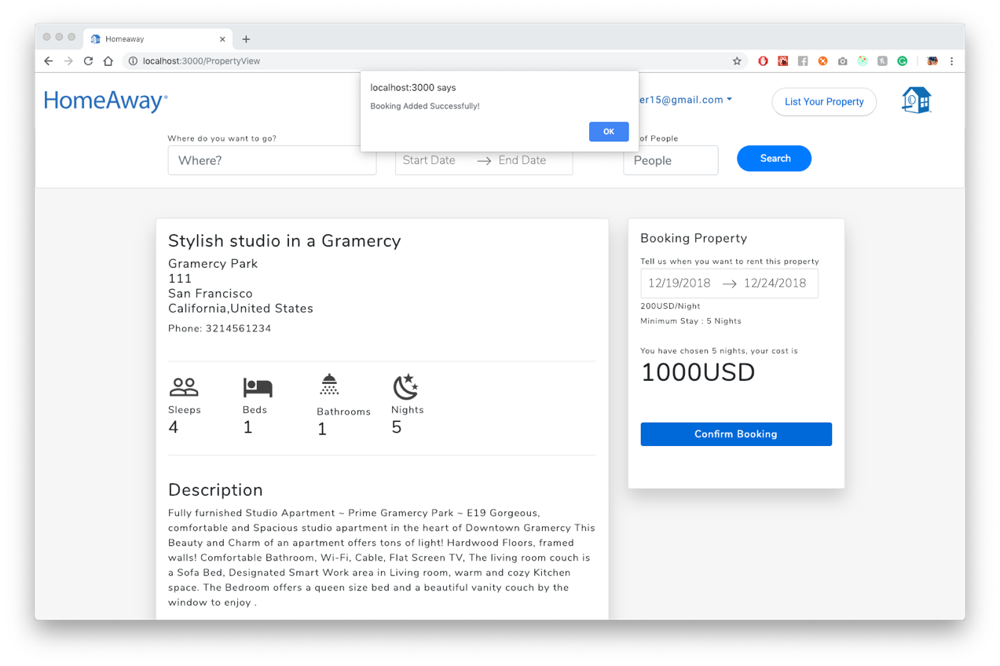 Homeaway
localhost:3000/PropertyView
localhost:3000 says
Booking Added Successfully!
OK
HomeAway®
er15@gmail.com
List Your Property
Where do you want to go?
of People
Where?
Start Date
End Date
People
Search
Stylish studio in a Gramercy
Gramercy Park
111
San Francisco
California,United States
Phone: 3214561234
Sleeps
Beds
Bathrooms
Nights
4
1
1
5
Description
Fully furnished Studio Apartment ~ Prime Gramercy Park ~ E19 Gorgeous,
comfortable and Spacious studio apartment in the heart of Downtown Gramercy This
Beauty and Charm of an apartment offers tons of light! Hardwood Floors, framed
walls! Comfortable Bathroom, Wi-Fi, Cable, Flat Screen TV, The living room couch is
a Sofa Bed, Designated Smart Work area in Living room, warm and cozy Kitchen
space. The Bedroom offers a queen size bed and a beautiful vanity couch by the
window to enjoy .
Booking Property
Tell us when you want to rent this property
12/19/2018
12/24/2018
200USD/Night
Minimum Stay : 5 Nights
You have chosen 5 nights, your cost is
1000USD
Confirm Booking